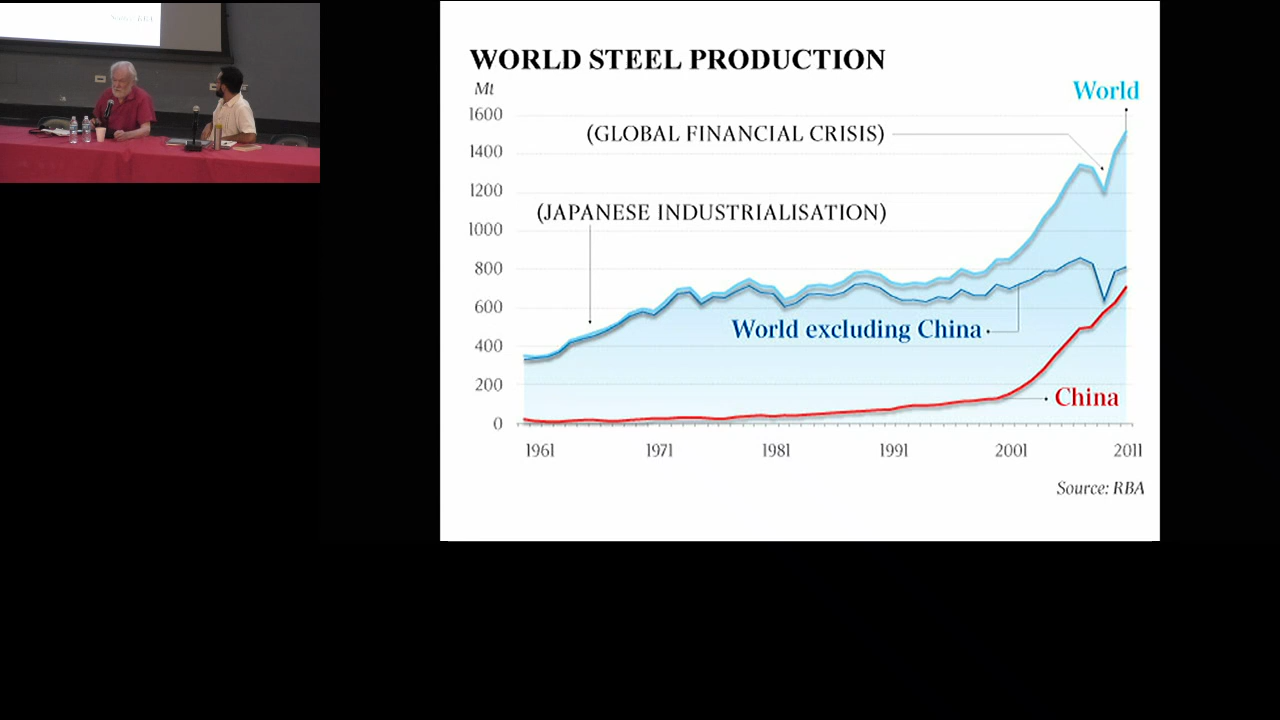 WORLD STEEL PRODUCTION
Mt
World
1600
(GLOBAL FINANCIAL CRISIS)
1400
1200
(JAPANESE INDUSTRIALISATION)
1000
800
600
World excluding China
400
200
China
0
1961 1971 1981 1991 2001 2011
Source: RBA